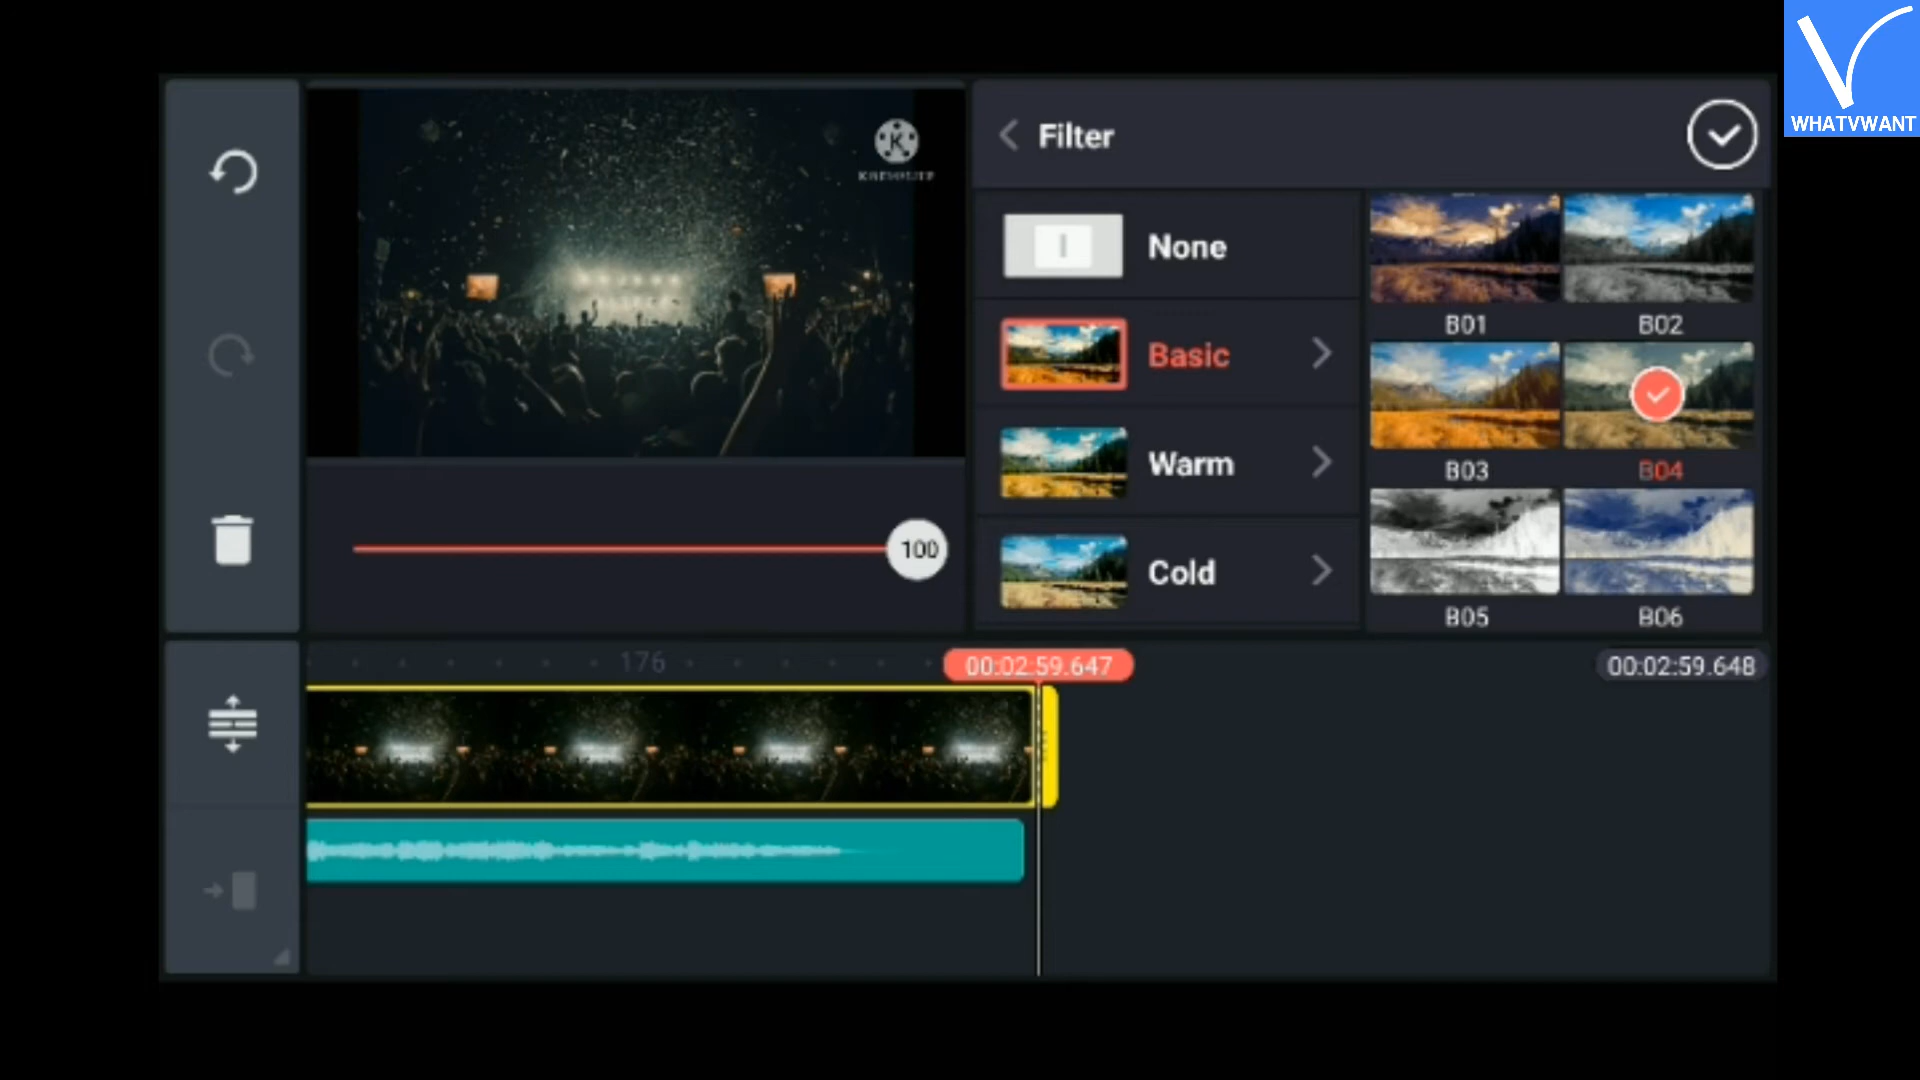 WHATVWANT
Filter
None
Basic
Warm
Cold
B01
B02
B03
B04
B05
B06
K
KINEMASTER
100
176
00:02:59.647
00:02:59.648